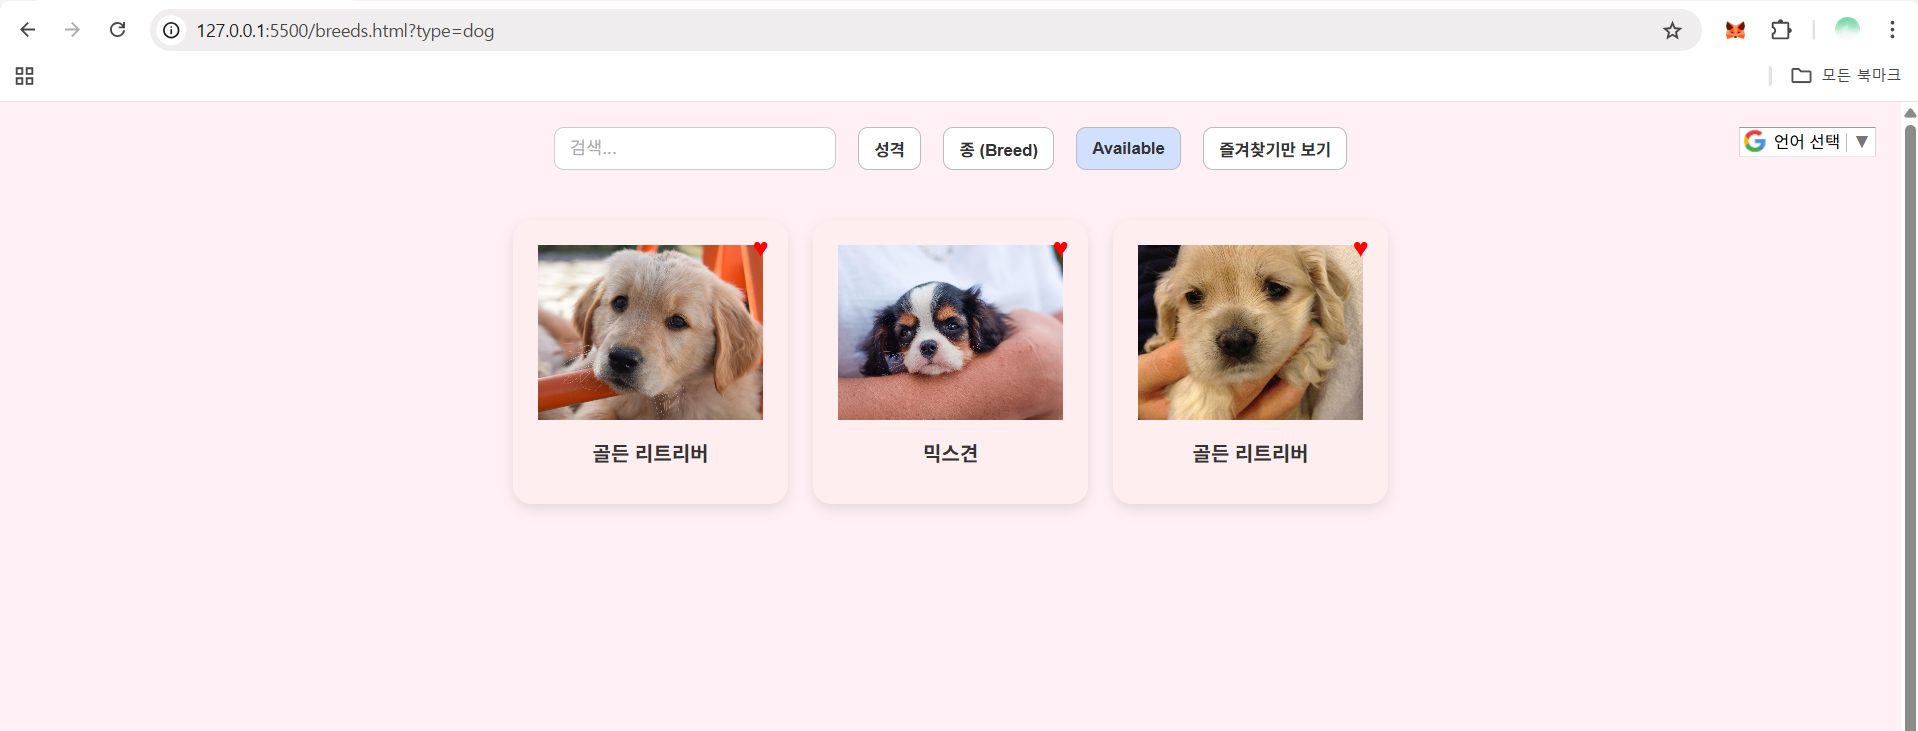 127.0.0.1:5500/breeds.html?type=dog
모든 북마크
검색...
성격
종 (Breed)
Available
즐겨찾기만 보기
언어 선택 ▼
골든 리트리버
믹스견
골든 리트리버